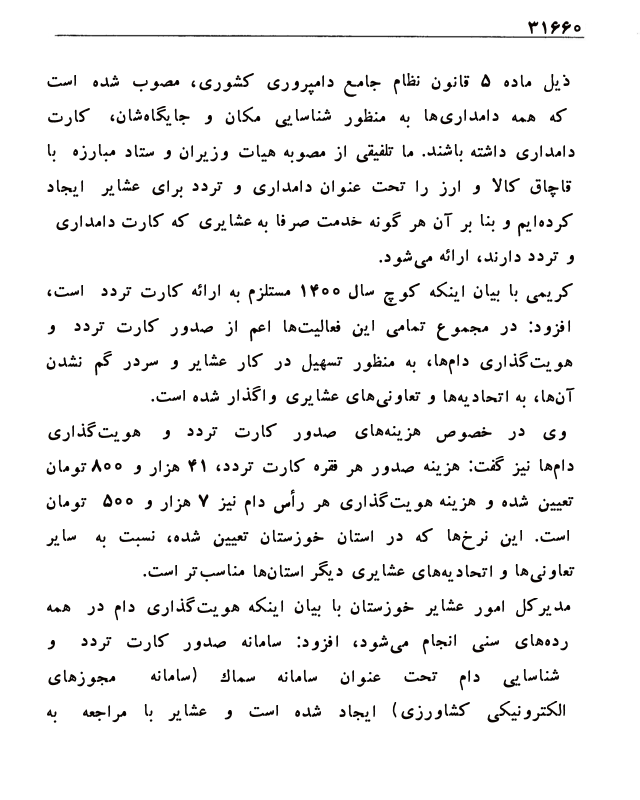 ۳۱۶۶۰
ذیل ماده ۵ قانون نظام جامع دامپروری کشوری، مصوب شده است
که همه دامداری‌ها به منظور شناسایی مکان و جایگاه‌شان، کارت
دامداری داشته باشند. ما تلفیقی از مصوبه هیات وزیران و ستاد مبارزه با
قاچاق کالا و ارز را تحت عنوان دامداری و تردد برای عشایر ایجاد
کرده‌ایم و بنا بر آن هر گونه خدمت صرفا به عشایری که کارت دامداری
و تردد دارند، ارائه می‌شود.
کریمی با بیان اینکه کوچ سال ۱۴۰۰ مستلزم به ارائه کارت تردد است،
افزود: در مجموع تمامی این فعالیت‌ها اعم از صدور کارت تردد و
هویت‌گذاری دام‌ها، به منظور تسهیل در کار عشایر و سردر گم نشدن
آن‌ها، به اتحادیه‌ها و تعاونی‌های عشایری واگذار شده است.
وی در خصوص هزینه‌های صدور کارت تردد و هویت‌گذاری
دام‌ها نیز گفت: هزینه صدور هر فقره کارت تردد، ۴۱ هزار و ۸۰۰ تومان
تعیین شده و هزینه هویت‌گذاری هر رأس دام نیز ۷ هزار و ۵۰۰ تومان
است. این نرخ‌ها که در استان خوزستان تعیین شده، نسبت به سایر
تعاونی‌ها و اتحادیه‌های عشایری دیگر استان‌ها مناسب‌تر است.
مدیرکل امور عشایر خوزستان با بیان اینکه هویت‌گذاری دام در همه
رده‌های سنی انجام می‌شود، افزود: سامانه صدور کارت تردد و
شناسایی دام تحت عنوان سامانه سماك (سامانه مجوزهای
الکترونیکی کشاورزی) ایجاد شده است و عشایر با مراجعه به